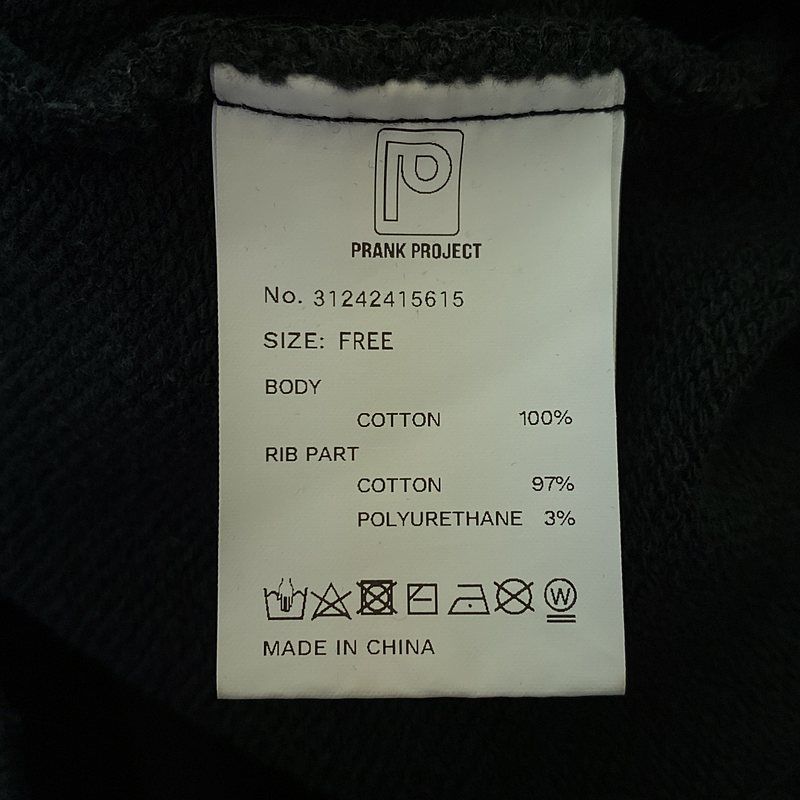 PRANK PROJECT
No. 31242415615
SIZE: FREE
BODY
COTTON 100%
RIB PART
COTTON 97%
POLYURETHANE 3%
W
MADE IN CHINA